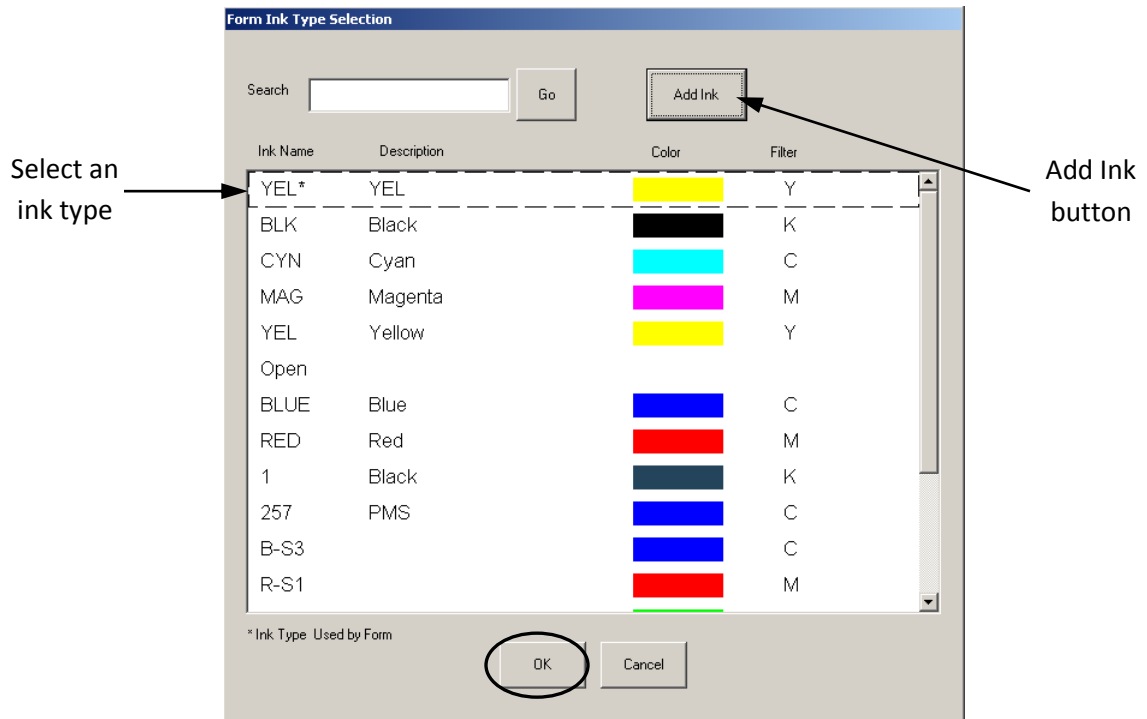 Form Ink Type Selection
Search Go Add Ink
Ink Name Description Color Filter
Select an
ink type
Add Ink
button
YEL* YEL Y
BLK Black K
CYN Cyan C
MAG Magenta M
YEL Yellow Y
Open
BLUE Blue C
RED Red M
1 Black K
257 PMS C
B-S3 C
R-S1 M
* Ink Type Used by Form
OK Cancel